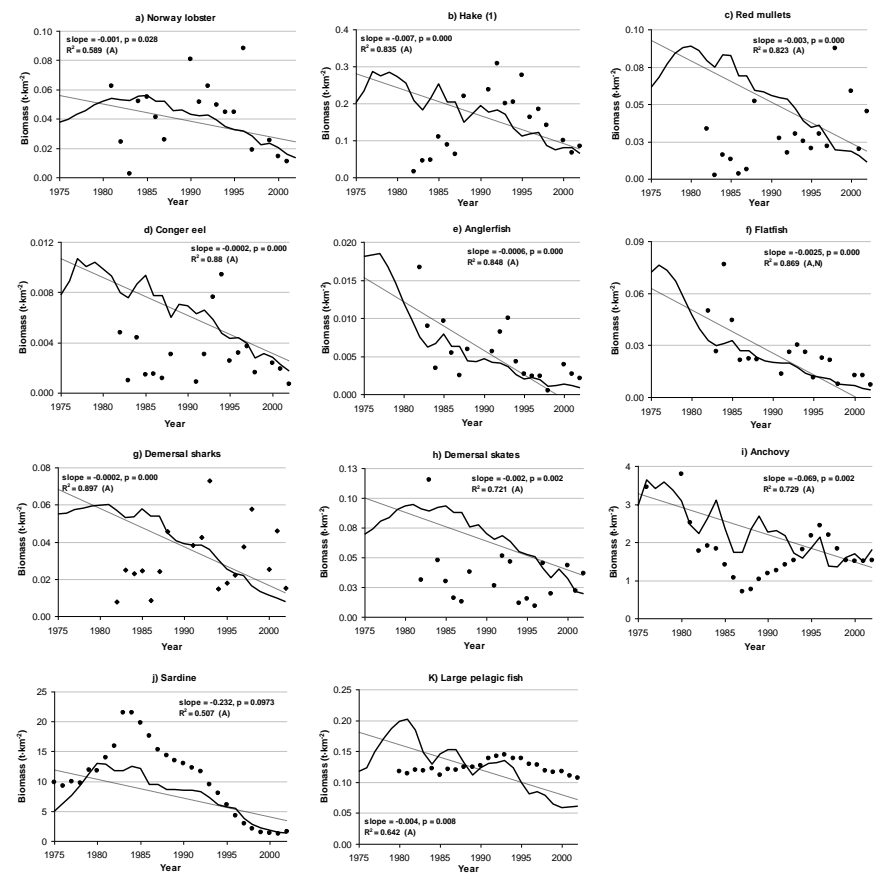 a) Norway lobster
slope = -0.001, p = 0.028
R² = 0.589 (A)
Biomass (t·km⁻²)
0.10
0.08
0.06
0.04
0.02
0.00
1975 1980 1985 1990 1995 2000
Year
b) Hake (1)
slope = -0.007, p = 0.000
R² = 0.835 (A)
Biomass (t·km⁻²)
0.4
0.3
0.2
0.1
0.0
1975 1980 1985 1990 1995 2000
Year
c) Red mullets
slope = -0.003, p = 0.000
R² = 0.823 (A)
Biomass (t·km⁻²)
0.10
0.08
0.05
0.03
0.00
1975 1980 1985 1990 1995 2000
Year
d) Conger eel
slope = -0.0002, p = 0.000
R² = 0.88 (A)
Biomass (t·km⁻²)
0.012
0.008
0.004
0.000
1975 1980 1985 1990 1995 2000
Year
e) Anglerfish
slope = -0.0006, p = 0.000
R² = 0.848 (A)
Biomass (t·km⁻²)
0.020
0.015
0.010
0.005
0.000
1975 1980 1985 1990 1995 2000
Year
f) Flatfish
slope = -0.0025, p = 0.000
R² = 0.869 (A,N)
Biomass (t·km⁻²)
0.09
0.06
0.03
0.00
1975 1980 1985 1990 1995 2000
Year
g) Demersal sharks
slope = -0.0002, p = 0.000
R² = 0.897 (A)
Biomass (t·km⁻²)
0.08
0.06
0.04
0.02
0.00
1975 1980 1985 1990 1995 2000
Year
h) Demersal skates
slope = -0.002, p = 0.002
R² = 0.721 (A)
Biomass (t·km⁻²)
0.13
0.10
0.08
0.05
0.03
0.00
1975 1980 1985 1990 1995 2000
Year
i) Anchovy
slope = -0.069, p = 0.002
R² = 0.729 (A)
Biomass (t·km⁻²)
4
3
2
1
0
1975 1980 1985 1990 1995 2000
Year
j) Sardine
slope = -0.232, p = 0.0973
R² = 0.507 (A)
Biomass (t·km⁻²)
25
20
15
10
5
0
1975 1980 1985 1990 1995 2000
Year
K) Large pelagic fish
Biomass (t·km⁻²)
0.25
0.20
0.15
0.10
0.05
0.00
slope = -0.004, p = 0.008
R² = 0.642 (A)
1975 1980 1985 1990 1995 2000
Year